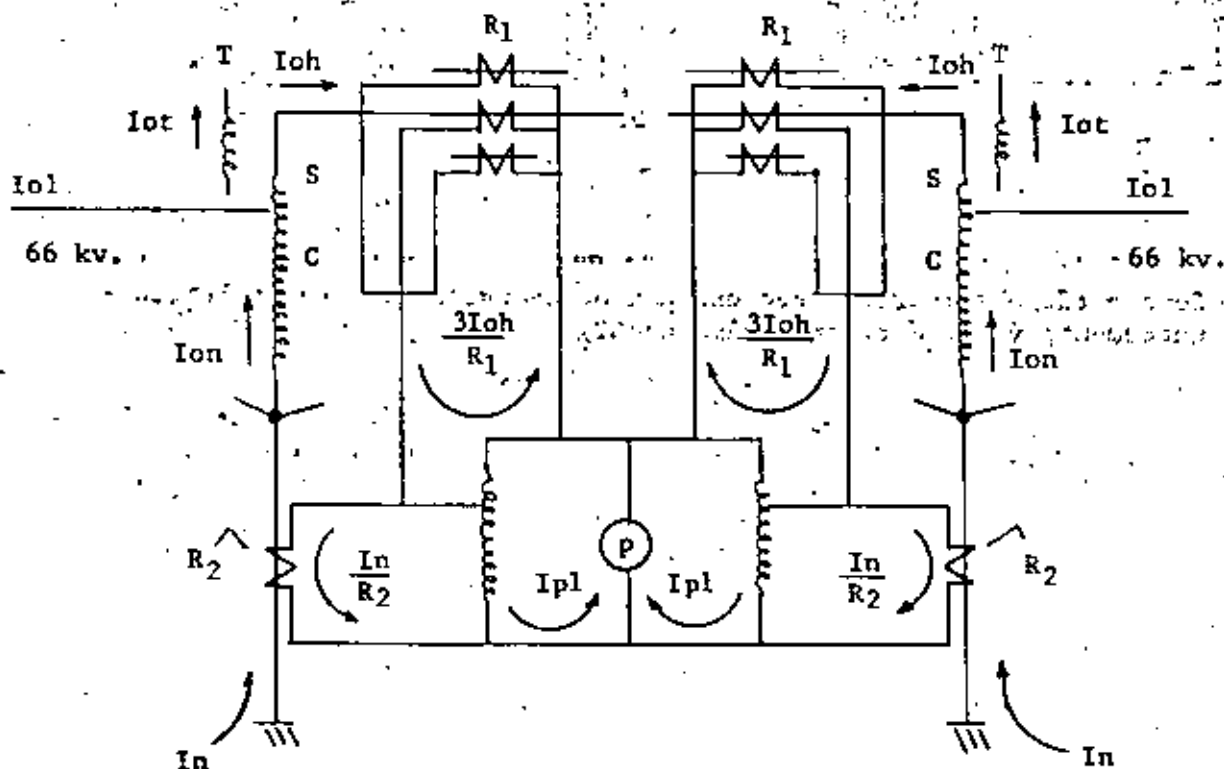 R1 R1
T Ioh Ioh T
Iot Iot
Iol S S Iol
66 kv. C C 66 kv.
3Ioh/R1 3Ioh/R1
Ion Ion
P
R2 In/R2 Ipl Ipl In/R2 R2
In In